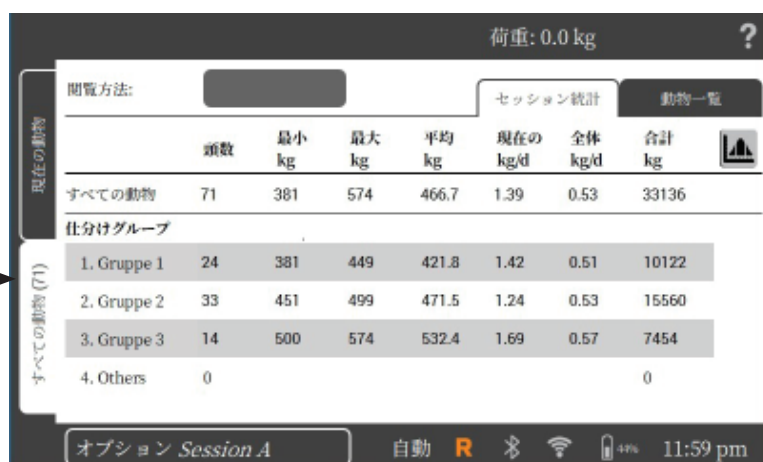 荷重: 0.0 kg ?
閲覧方法: セッション統計 動物一覧
現在の動物
すべての動物 (71)
頭数 最小 kg 最大 kg 平均 kg 現在の kg/d 全体 kg/d 合計 kg
すべての動物 71 381 574 466.7 1.39 0.53 33136
仕分けグループ
1. Gruppe 1 24 381 449 421.8 1.42 0.51 10122
2. Gruppe 2 33 451 499 471.5 1.24 0.53 15560
3. Gruppe 3 14 500 574 532.4 1.69 0.57 7454
4. Others 0 0
オプション Session A 自動 R 44% 11:59 pm